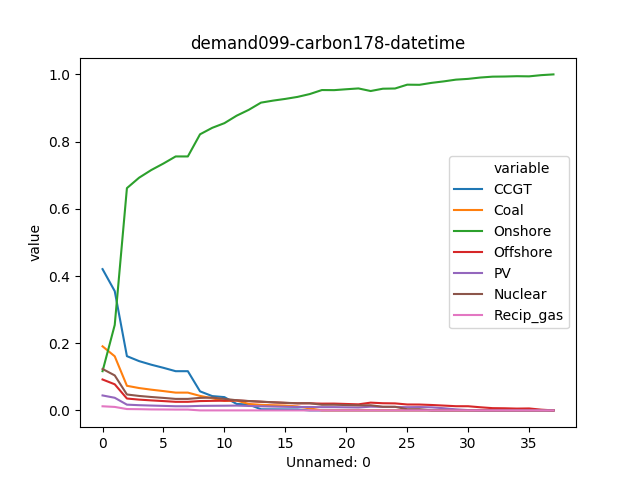 demand099-carbon178-datetime
value
1.0
0.8
0.6
0.4
0.2
0.0
variable
CCGT
Coal
Onshore
Offshore
PV
Nuclear
Recip_gas
0 5 10 15 20 25 30 35
Unnamed: 0